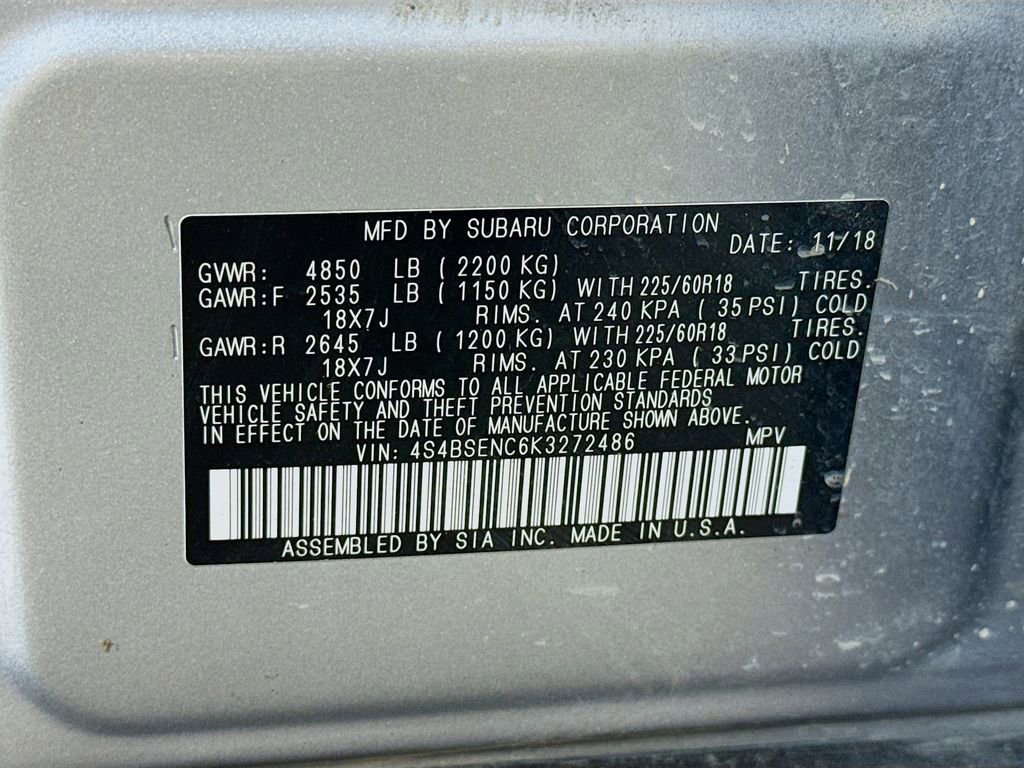 MFD BY SUBARU CORPORATION
DATE: 11/18
GVWR: 4850 LB ( 2200 KG)
GAWR:F 2535 LB ( 1150 KG) WITH 225/60R18 TIRES.
18X7J RIMS. AT 240 KPA ( 35 PSI) COLD
GAWR:R 2645 LB ( 1200 KG) WITH 225/60R18 TIRES.
18X7J RIMS. AT 230 KPA ( 33 PSI) COLD.
THIS VEHICLE CONFORMS TO ALL APPLICABLE FEDERAL MOTOR
VEHICLE SAFETY AND THEFT PREVENTION STANDARDS
IN EFFECT ON THE DATE OF MANUFACTURE SHOWN ABOVE.
VIN: 4S4BSENC6K3272486 MPV
ASSEMBLED BY SIA INC. MADE IN U.S.A.